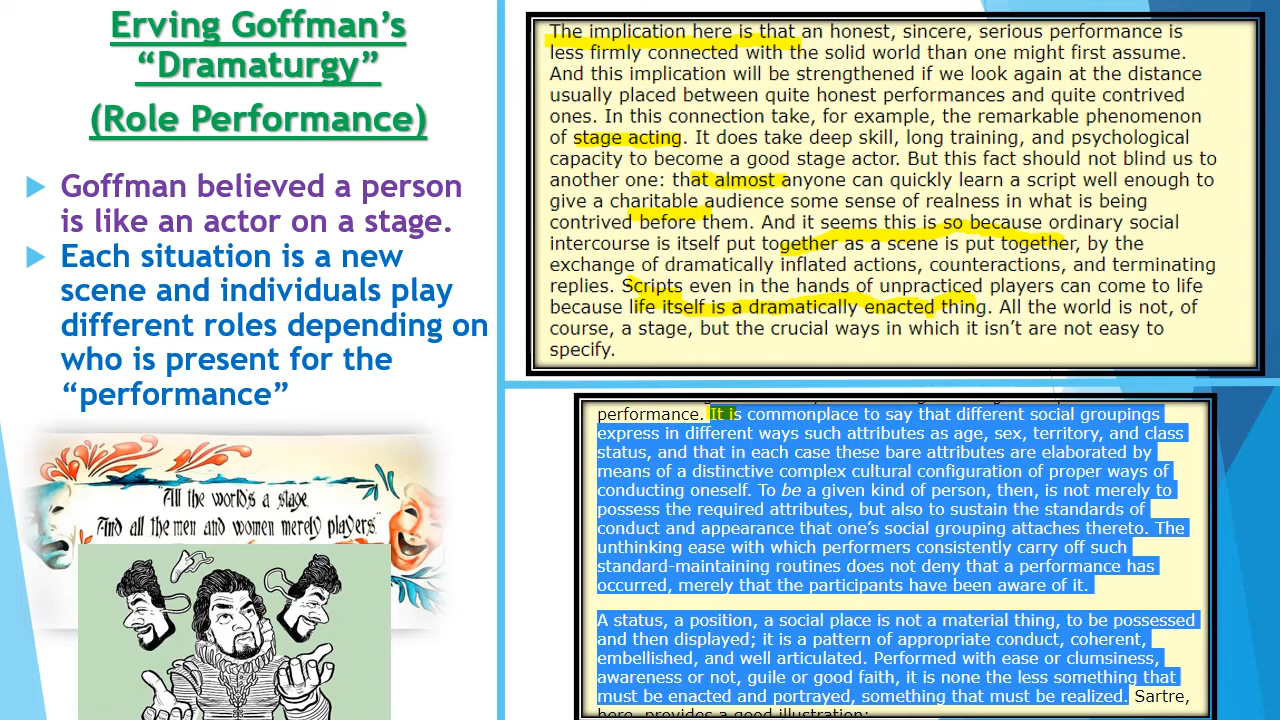 Erving Goffman's
"Dramaturgy"
(Role Performance)
Goffman believed a person
is like an actor on a stage.
Each situation is a new
scene and individuals play
different roles depending on
who is present for the
"performance"
"All the world's a stage,
And all the men and women merely players."
The implication here is that an honest, sincere, serious performance is
less firmly connected with the solid world than one might first assume.
And this implication will be strengthened if we look again at the distance
usually placed between quite honest performances and quite contrived
ones. In this connection take, for example, the remarkable phenomenon
of stage acting. It does take deep skill, long training, and psychological
capacity to become a good stage actor. But this fact should not blind us to
another one: that almost anyone can quickly learn a script well enough to
give a charitable audience some sense of realness in what is being
contrived before them. And it seems this is so because ordinary social
intercourse is itself put together as a scene is put together, by the
exchange of dramatically inflated actions, counteractions, and terminating
replies. Scripts even in the hands of unpracticed players can come to life
because life itself is a dramatically enacted thing. All the world is not, of
course, a stage, but the crucial ways in which it isn't are not easy to
specify.
performance. It is commonplace to say that different social groupings
express in different ways such attributes as age, sex, territory, and class
status, and that in each case these bare attributes are elaborated by
means of a distinctive complex cultural configuration of proper ways of
conducting oneself. To be a given kind of person, then, is not merely to
possess the required attributes, but also to sustain the standards of
conduct and appearance that one's social grouping attaches thereto. The
unthinking ease with which performers consistently carry off such
standard-maintaining routines does not deny that a performance has
occurred, merely that the participants have been aware of it.
A status, a position, a social place is not a material thing, to be possessed
and then displayed; it is a pattern of appropriate conduct, coherent,
embellished, and well articulated. Performed with ease or clumsiness,
awareness or not, guile or good faith, it is none the less something that
must be enacted and portrayed, something that must be realized. Sartre,
here, provides a good illustration: